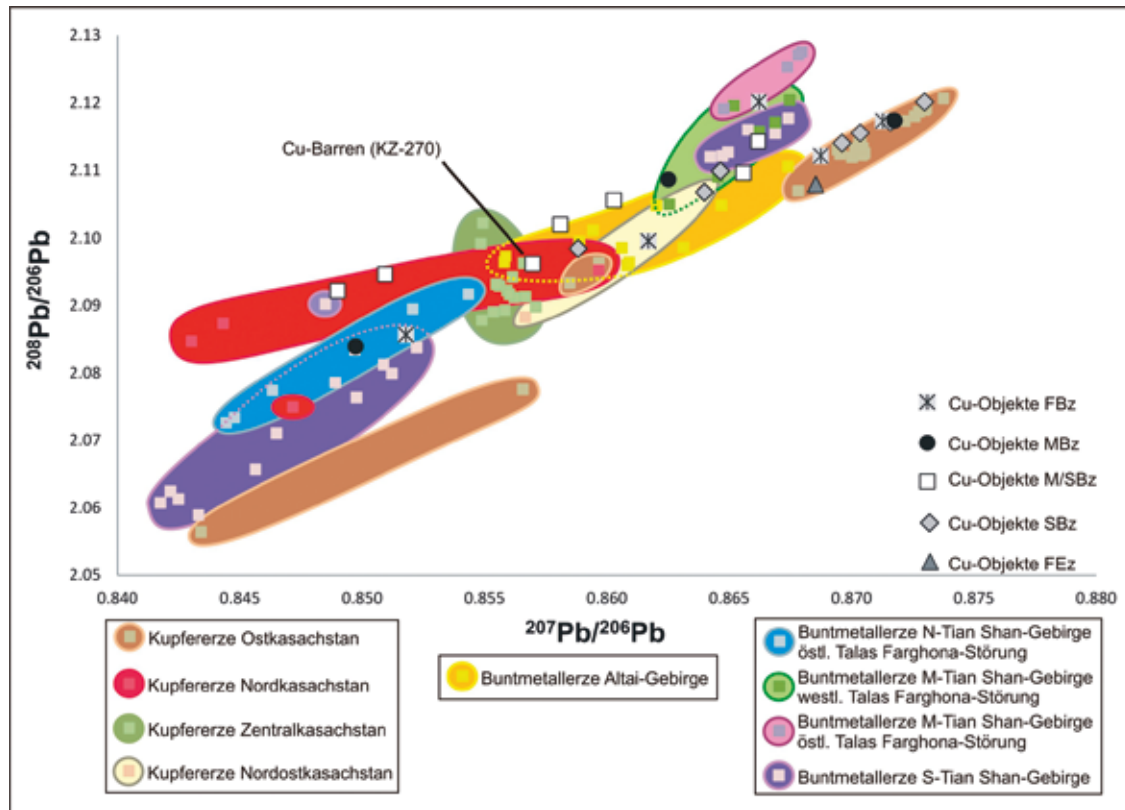 2.13
2.12
2.11
2.10
2.09
2.08
2.07
2.06
2.05
208Pb/206Pb
Cu-Barren (KZ-270)
Cu-Objekte FBz
Cu-Objekte MBz
Cu-Objekte M/SBz
Cu-Objekte SBz
Cu-Objekte FEz
0.840 0.845 0.850 0.855 0.860 0.865 0.870 0.875 0.880
207Pb/206Pb
Kupfererze Ostkasachstan
Kupfererze Nordkasachstan
Kupfererze Zentralkasachstan
Kupfererze Nordostkasachstan
Buntmetallerze Altai-Gebirge
Buntmetallerze N-Tian Shan-Gebirge
östl. Talas Farghona-Störung
Buntmetallerze M-Tian Shan-Gebirge
westl. Talas Farghona-Störung
Buntmetallerze M-Tian Shan-Gebirge
östl. Talas Farghona-Störung
Buntmetallerze S-Tian Shan-Gebirge